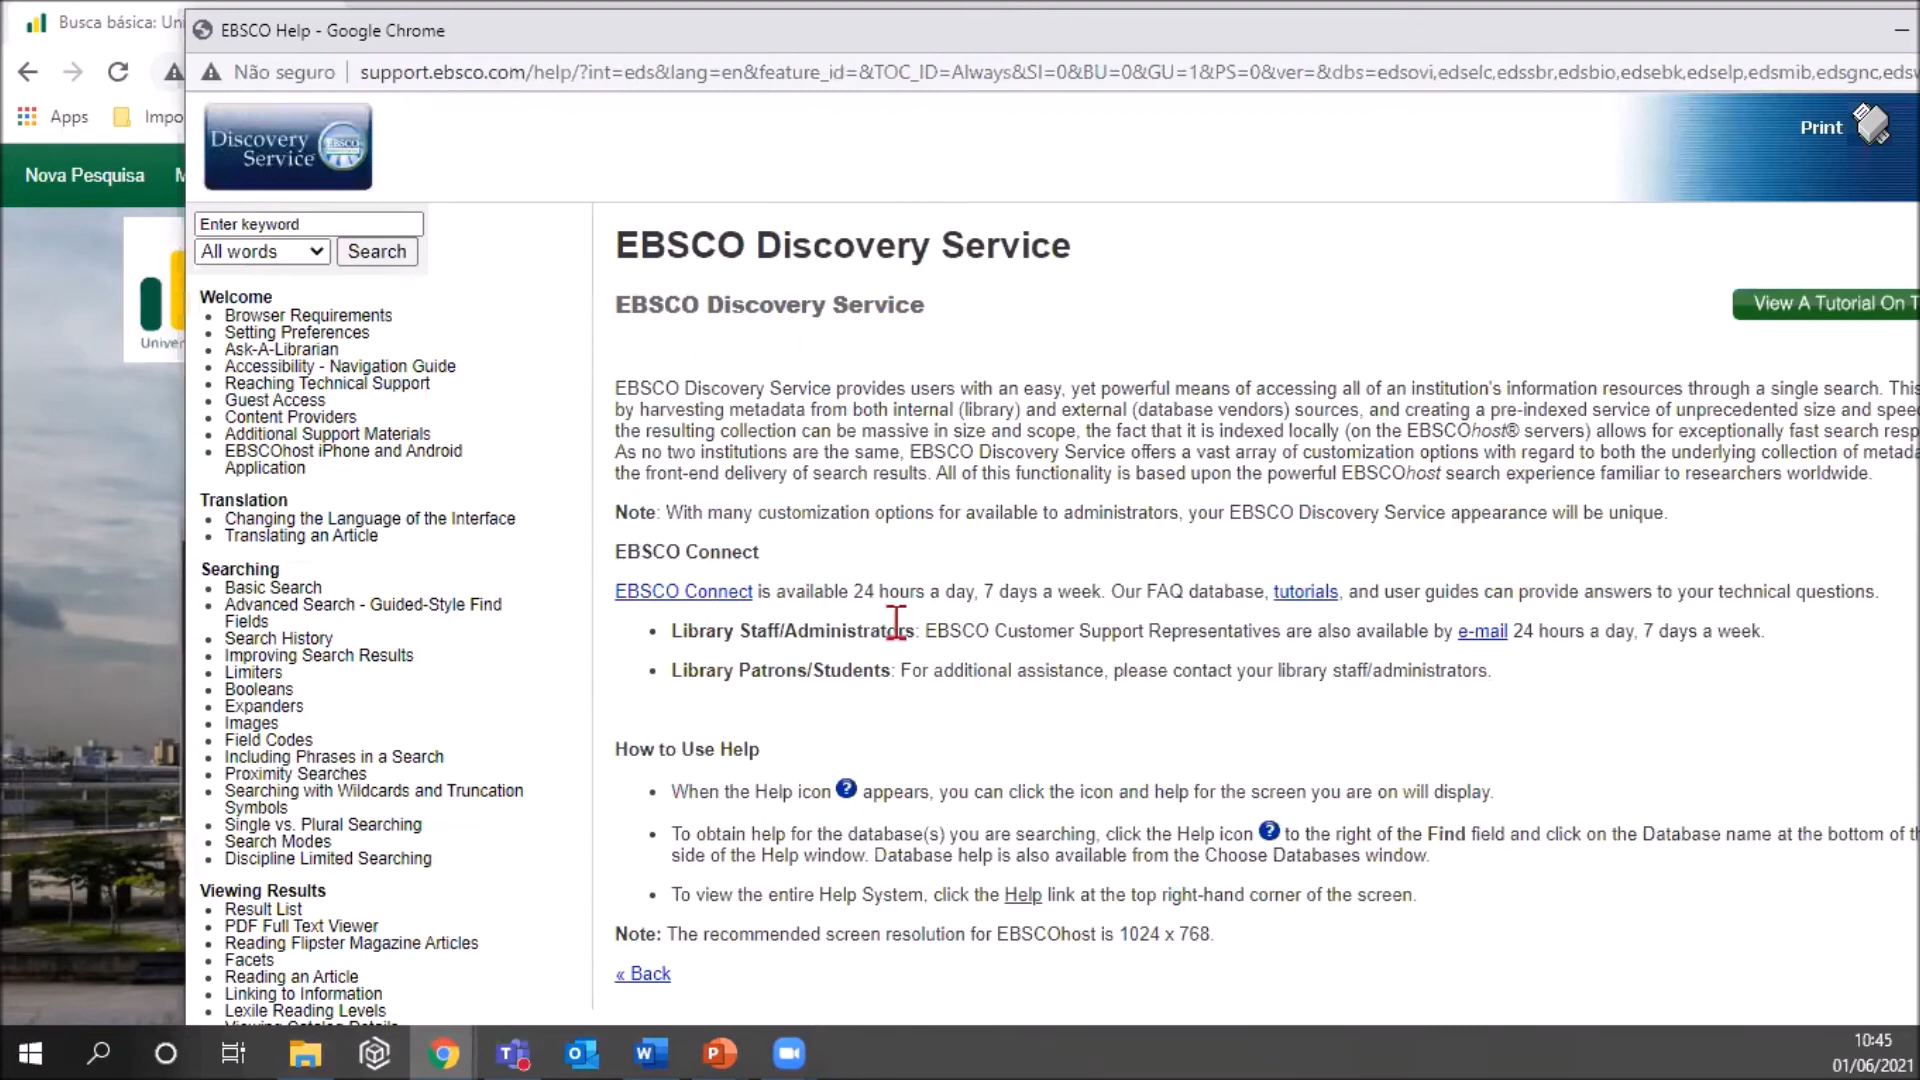 Busca básica: Un
EBSCO Help - Google Chrome
Não seguro
support.ebsco.com/help/?int=eds&lang=en&feature_id=&TOC_ID=Always&SI=0&BU=0&GU=1&PS=0&ver=&dbs=edsovi,edselc,edssbr,edsbio,edsebk,edselp,edsmib,edsgnc,edsw
Apps
Impo
Discovery
Service
EBSCO
Print
Nova Pesquisa
M
Enter keyword
All words
Search
Univer
EBSCO Discovery Service
EBSCO Discovery Service
View A Tutorial On T
Welcome
Browser Requirements
Setting Preferences
Ask-A-Librarian
Accessibility - Navigation Guide
Reaching Technical Support
Guest Access
Content Providers
Additional Support Materials
EBSCOhost iPhone and Android
Application
Translation
Changing the Language of the Interface
Translating an Article
Searching
Basic Search
Advanced Search - Guided-Style Find
Fields
Search History
Improving Search Results
Limiters
Booleans
Expanders
Images
Field Codes
Including Phrases in a Search
Proximity Searches
Searching with Wildcards and Truncation
Symbols
Single vs. Plural Searching
Search Modes
Discipline Limited Searching
Viewing Results
Result List
PDF Full Text Viewer
Reading Flipster Magazine Articles
Facets
Reading an Article
Linking to Information
Lexile Reading Levels
Viewing Catalog Details
EBSCO Discovery Service provides users with an easy, yet powerful means of accessing all of an institution's information resources through a single search. This
by harvesting metadata from both internal (library) and external (database vendors) sources, and creating a pre-indexed service of unprecedented size and speed
the resulting collection can be massive in size and scope, the fact that it is indexed locally (on the EBSCOhost® servers) allows for exceptionally fast search resp
As no two institutions are the same, EBSCO Discovery Service offers a vast array of customization options with regard to both the underlying collection of metada
the front-end delivery of search results. All of this functionality is based upon the powerful EBSCOhost search experience familiar to researchers worldwide.
Note: With many customization options for available to administrators, your EBSCO Discovery Service appearance will be unique.
EBSCO Connect
EBSCO Connect is available 24 hours a day, 7 days a week. Our FAQ database, tutorials, and user guides can provide answers to your technical questions.
Library Staff/Administrators: EBSCO Customer Support Representatives are also available by e-mail 24 hours a day, 7 days a week.
Library Patrons/Students: For additional assistance, please contact your library staff/administrators.
How to Use Help
When the Help icon ? appears, you can click the icon and help for the screen you are on will display.
To obtain help for the database(s) you are searching, click the Help icon ? to the right of the Find field and click on the Database name at the bottom of th
side of the Help window. Database help is also available from the Choose Databases window.
To view the entire Help System, click the Help link at the top right-hand corner of the screen.
Note: The recommended screen resolution for EBSCOhost is 1024 x 768.
« Back
10:45
01/06/2021